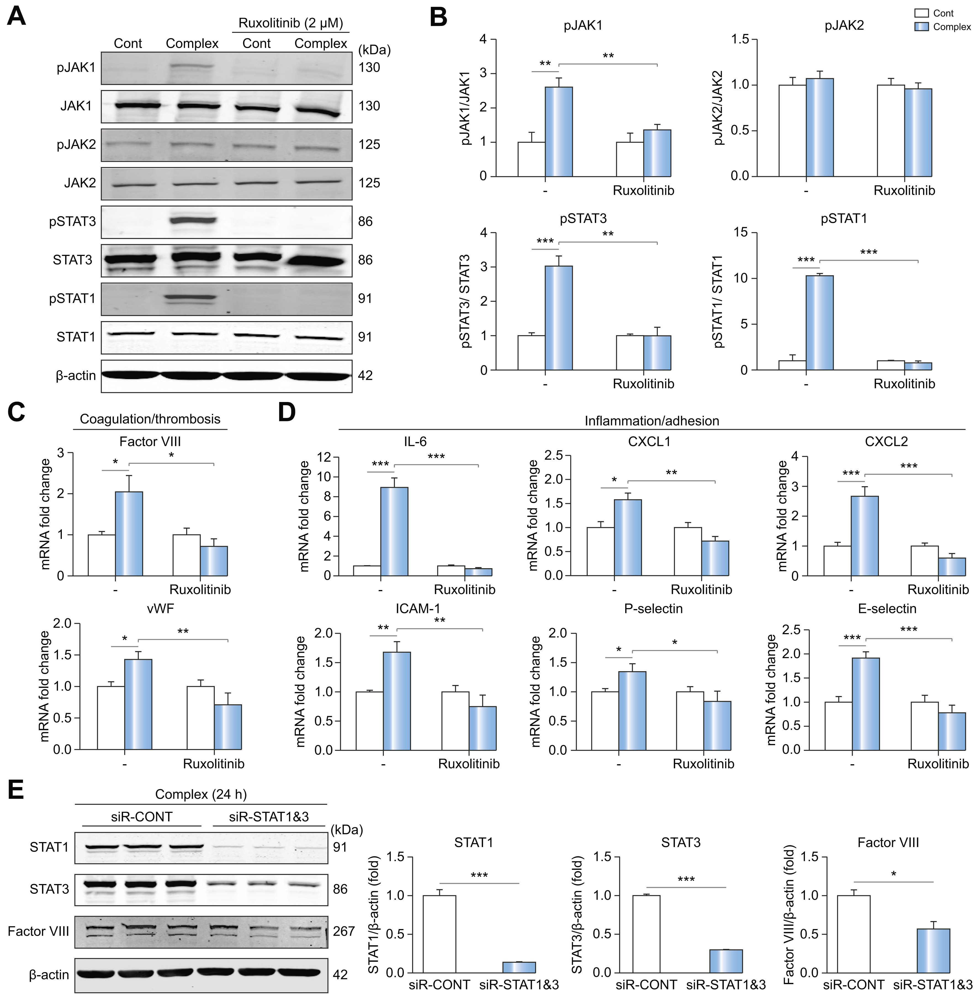 A
Ruxolitinib (2 µM)
Cont Complex Cont Complex (kDa)
pJAK1 130
JAK1 130
pJAK2 125
JAK2 125
pSTAT3 86
STAT3 86
pSTAT1 91
STAT1 91
β-actin 42
B
Cont
Complex
pJAK1
pJAK1/JAK1
4
3
2
1
0
** **
- Ruxolitinib
pJAK2
pJAK2/JAK2
1.5
1.0
0.5
0.0
- Ruxolitinib
pSTAT3
pSTAT3/ STAT3
4
3
2
1
0
*** **
- Ruxolitinib
pSTAT1
pSTAT1/ STAT1
15
10
5
0
*** ***
- Ruxolitinib
C
Coagulation/thrombosis
Factor VIII
mRNA fold change
3
2
1
0
* *
- Ruxolitinib
vWF
mRNA fold change
2.0
1.5
1.0
0.5
0.0
* **
- Ruxolitinib
D
Inflammation/adhesion
IL-6
mRNA fold change
12
10
8
6
4
2
0
*** ***
- Ruxolitinib
CXCL1
mRNA fold change
2.5
2.0
1.5
1.0
0.5
0.0
* **
- Ruxolitinib
CXCL2
mRNA fold change
4
3
2
1
0
*** ***
- Ruxolitinib
ICAM-1
mRNA fold change
2.0
1.5
1.0
0.5
0.0
** **
- Ruxolitinib
P-selectin
mRNA fold change
2.0
1.5
1.0
0.5
0.0
* *
- Ruxolitinib
E-selectin
mRNA fold change
2.5
2.0
1.5
1.0
0.5
0.0
*** ***
- Ruxolitinib
E
Complex (24 h)
siR-CONT siR-STAT1&3
(kDa)
STAT1 91
STAT3 86
Factor VIII 267
β-actin 42
STAT1
STAT1/β-actin (fold)
1.5
1.0
0.5
0.0
***
siR-CONT siR-STAT1&3
STAT3
STAT3/β-actin (fold)
1.5
1.0
0.5
0.0
***
siR-CONT siR-STAT1&3
Factor VIII
Factor VIII/β-actin (fold)
1.5
1.0
0.5
0.0
*
siR-CONT siR-STAT1&3